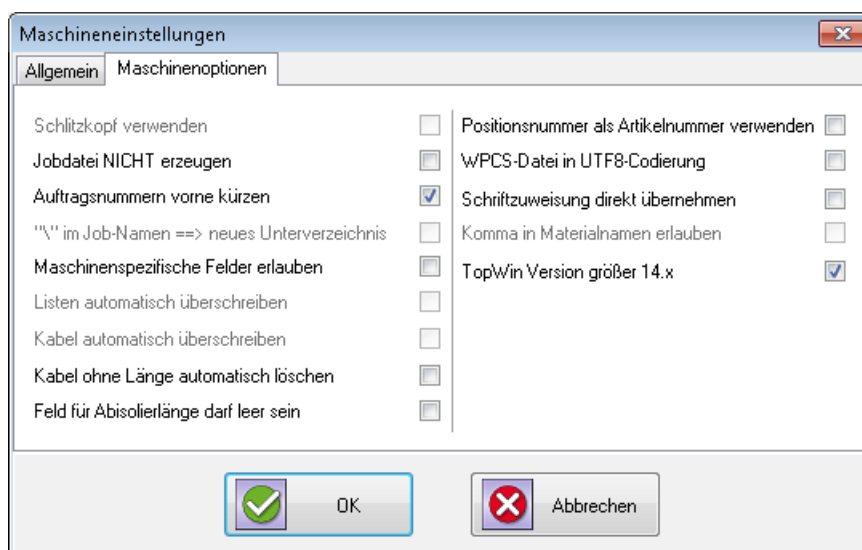 Maschineneinstellungen
Allgemein
Maschinenoptionen
Schlitzkopf verwenden
Jobdatei NICHT erzeugen
Auftragsnummern vorne kürzen
"\" im Job-Namen ==> neues Unterverzeichnis
Maschinenspezifische Felder erlauben
Listen automatisch überschreiben
Kabel automatisch überschreiben
Kabel ohne Länge automatisch löschen
Feld für Abisolierlänge darf leer sein
Positionsnummer als Artikelnummer verwenden
WPCS-Datei in UTF8-Codierung
Schriftzuweisung direkt übernehmen
Komma in Materialnamen erlauben
TopWin Version größer 14.x
OK
Abbrechen